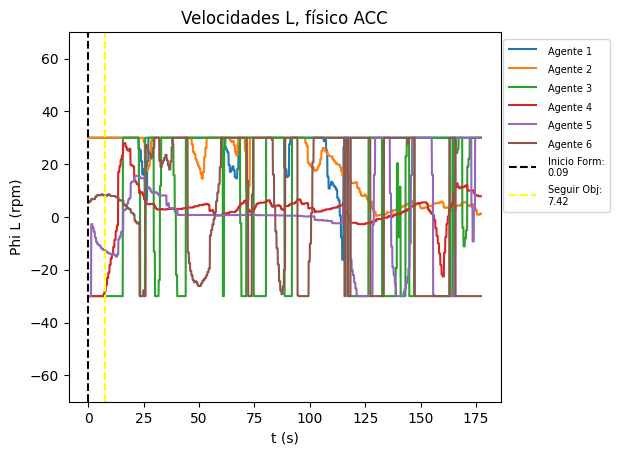 Velocidades L, físico ACC
Phi L (rpm)
60
40
20
0
−20
−40
−60
0
25
50
75
100
125
150
175
t (s)
Agente 1
Agente 2
Agente 3
Agente 4
Agente 5
Agente 6
Inicio Form:
0.09
Seguir Obj:
7.42